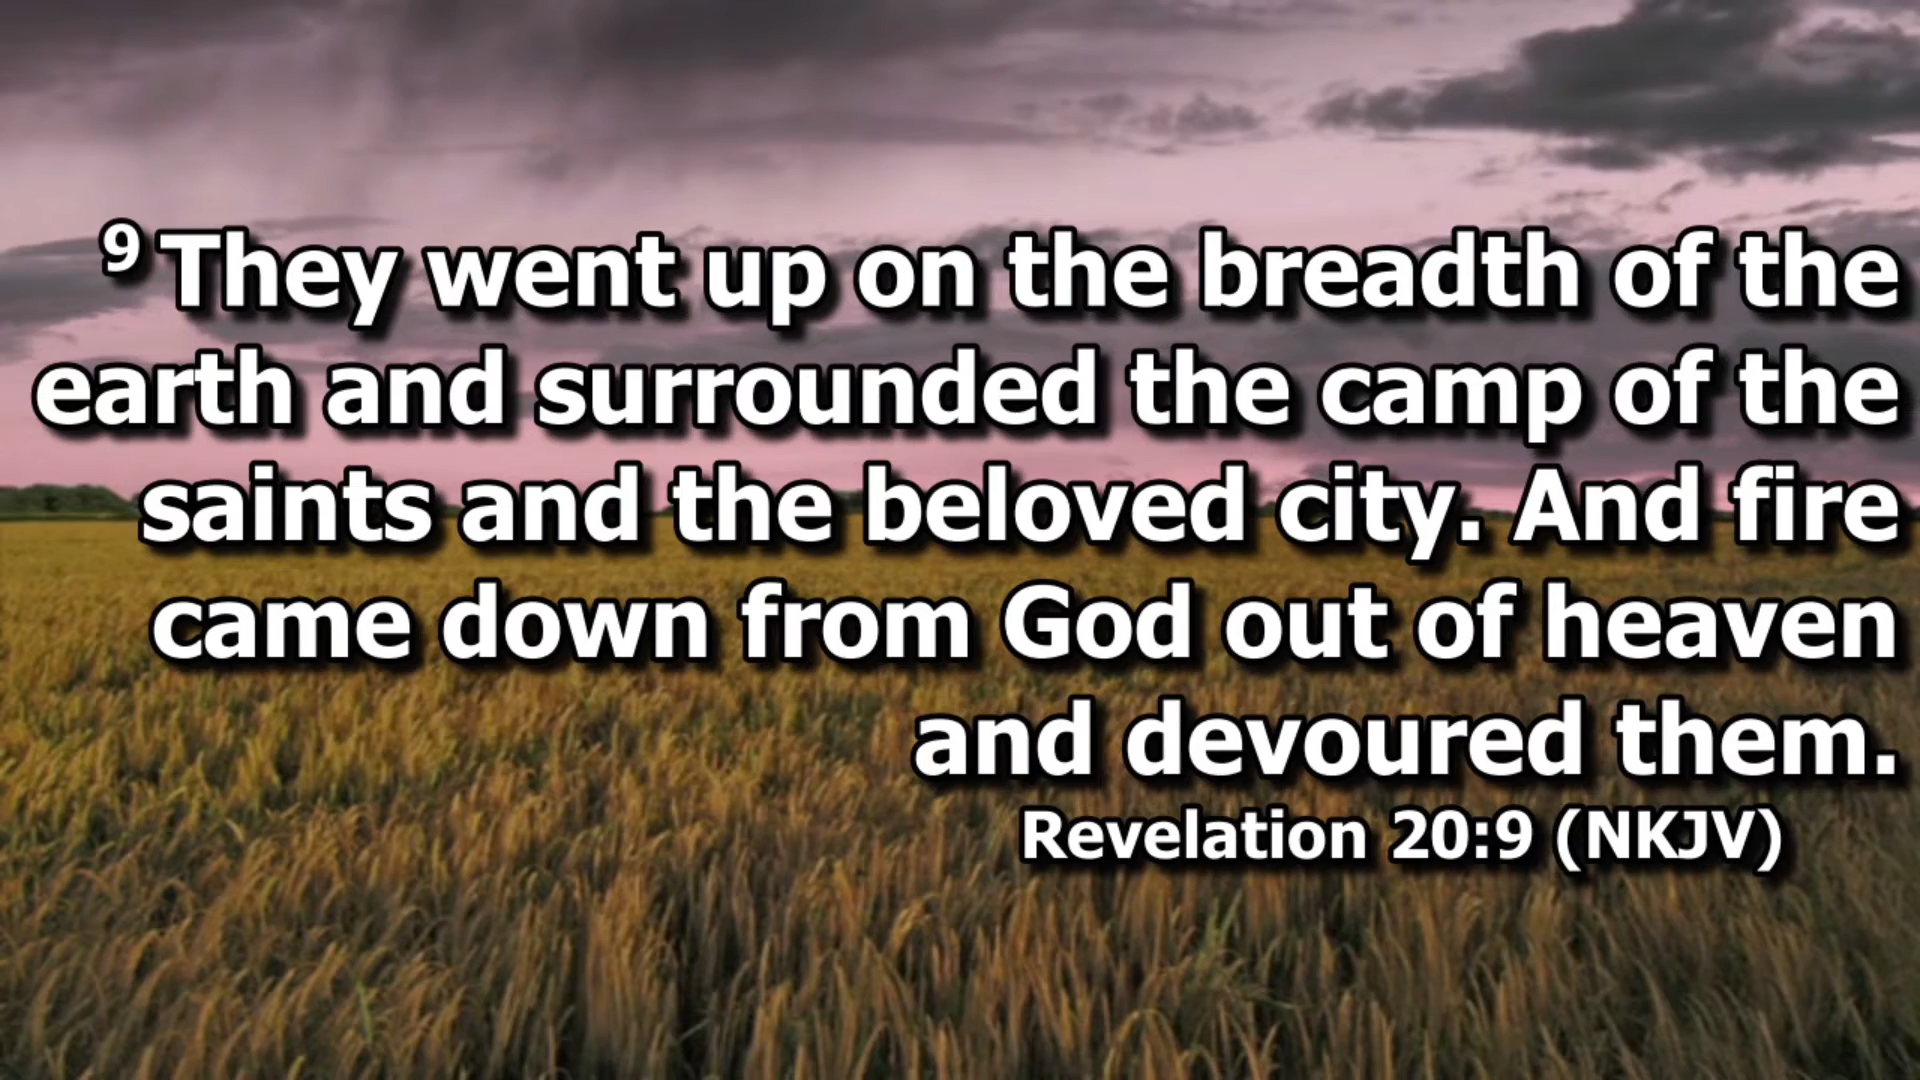 9 They went up on the breadth of the
earth and surrounded the camp of the
saints and the beloved city. And fire
came down from God out of heaven
and devoured them.
Revelation 20:9 (NKJV)